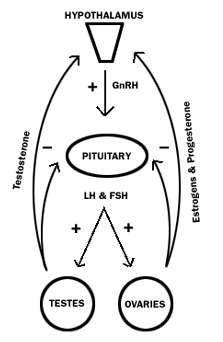 HYPOTHALAMUS
+ GnRH
Testosterone
Estrogens & Progesterone
− −
PITUITARY
LH & FSH
+ +
TESTES OVARIES